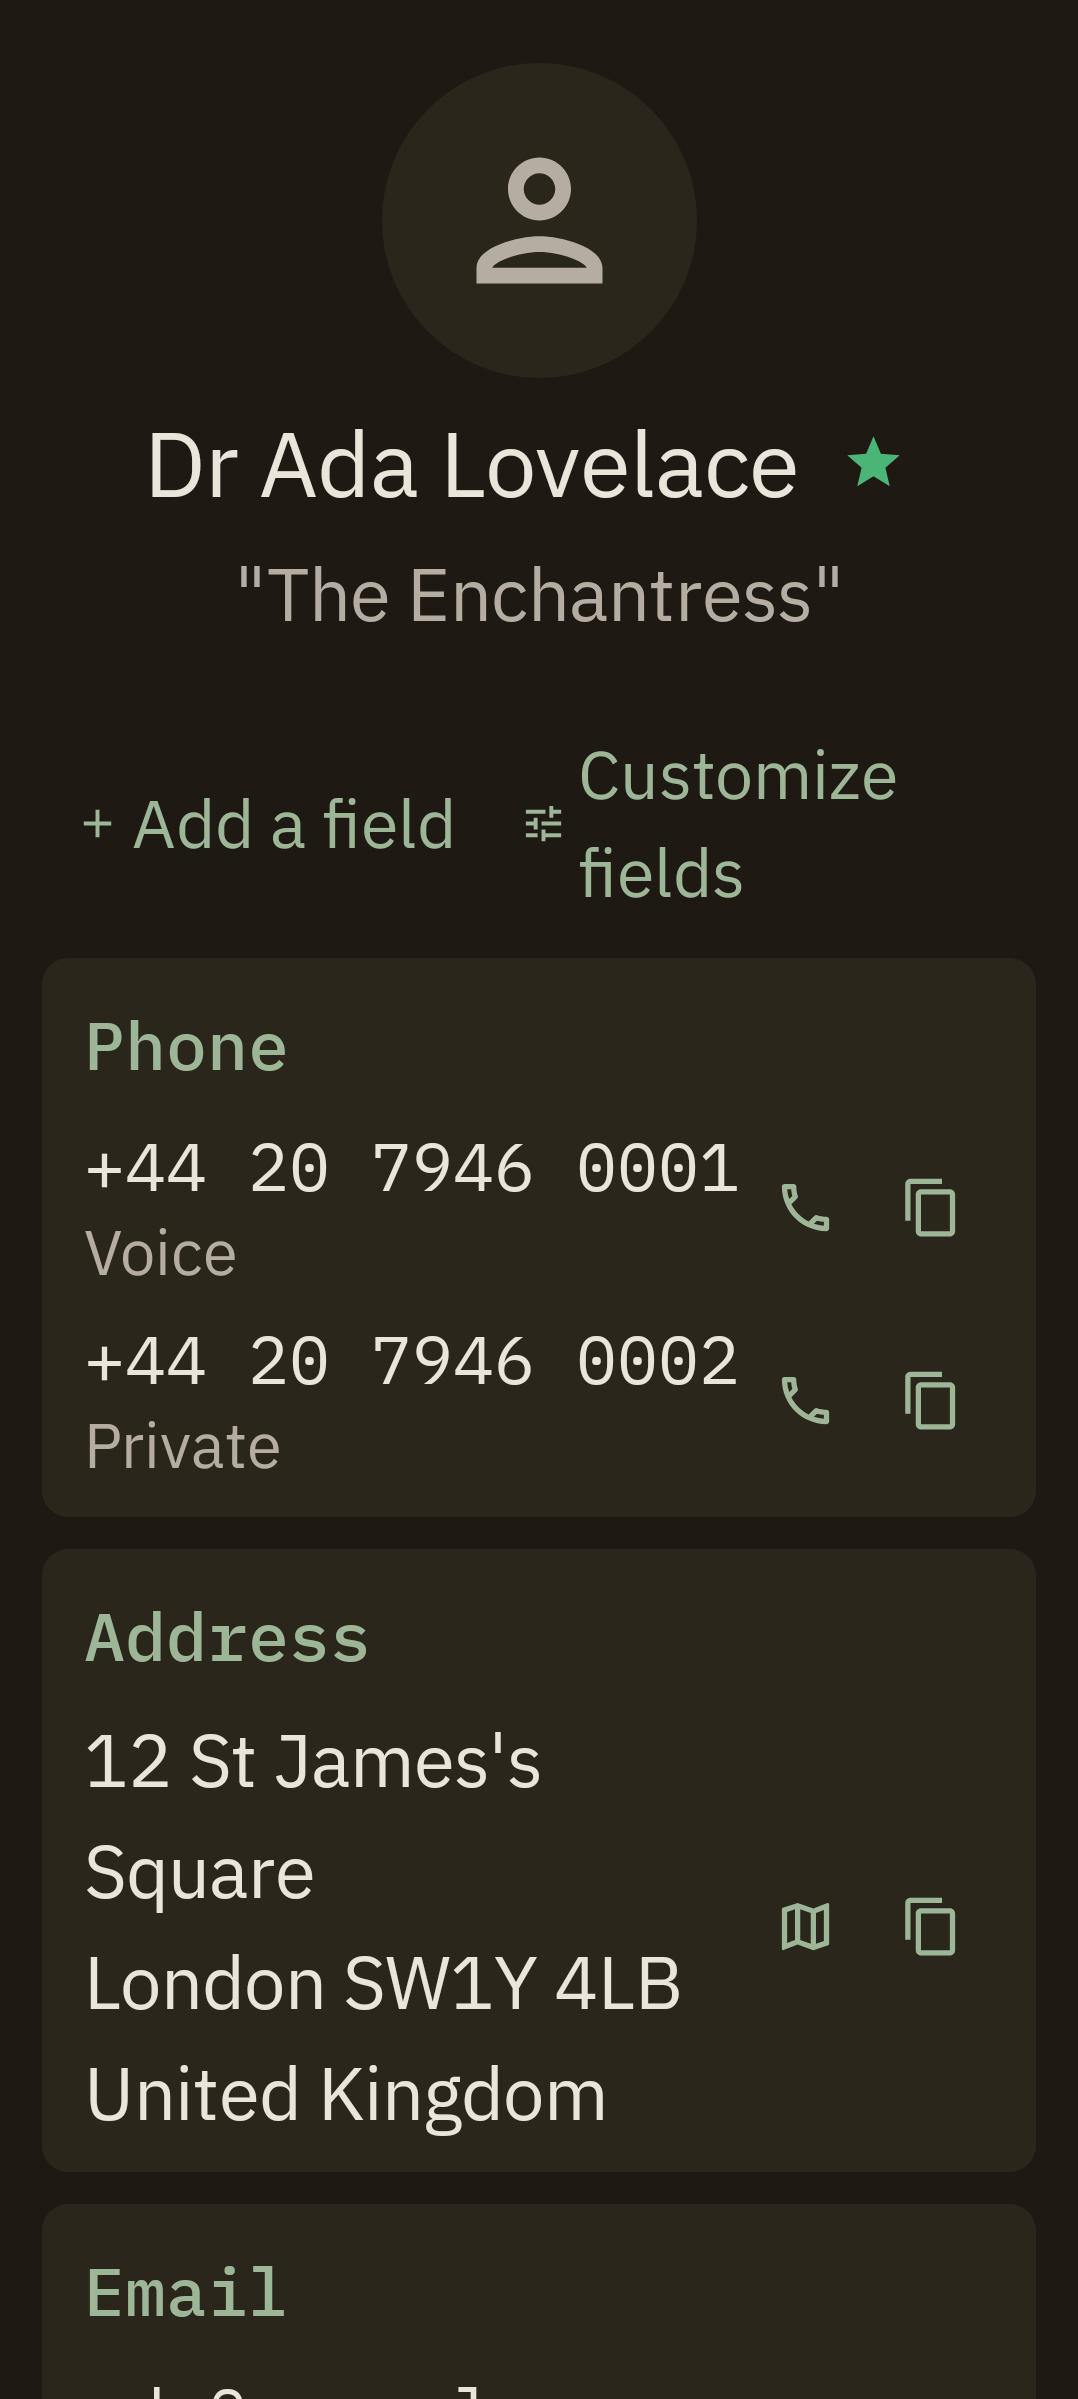 Dr Ada Lovelace
"The Enchantress"
Add a field
Customize
fields
Phone
+44 20 7946 0001
Voice
+44 20 7946 0002
Private
Address
12 St James's
Square
London SW1Y 4LB
United Kingdom
Email